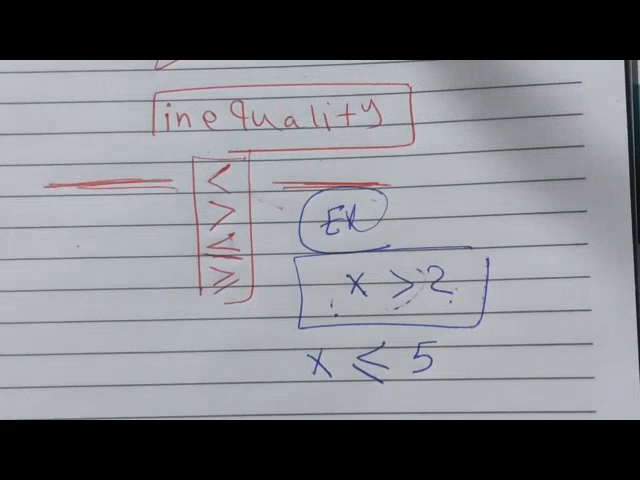 inequality
<
>
≤
≥
EX
x > 2
x ≤ 5